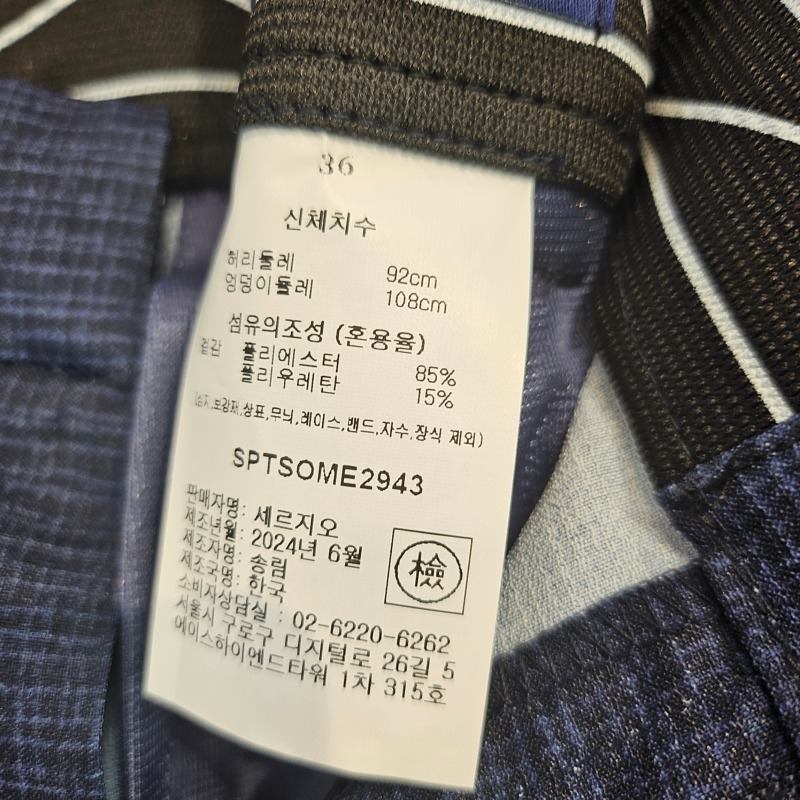 36
신체치수
허리둘레 92cm
엉덩이둘레 108cm
섬유의조성 (혼용율)
겉감 폴리에스터 85%
폴리우레탄 15%
(심지,보강재,상표,무늬,레이스,밴드,자수,장식 제외)
SPTSOME2943
판매자명: 세르지오
제조년월: 2024년 6월
제조자명: 송림
제조국명: 한국
檢
소비자상담실 : 02-6220-6262
서울시 구로구 디지털로 26길 5
에이스하이엔드타워 1차 315호